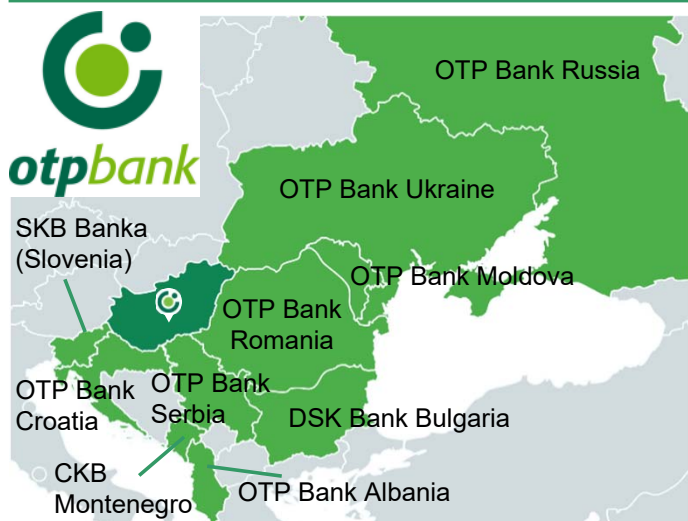 otpbank
OTP Bank Russia
OTP Bank Ukraine
SKB Banka
(Slovenia)
OTP Bank Moldova
OTP Bank
Romania
OTP Bank
Croatia
OTP Bank
Serbia
DSK Bank Bulgaria
CKB
Montenegro
OTP Bank Albania